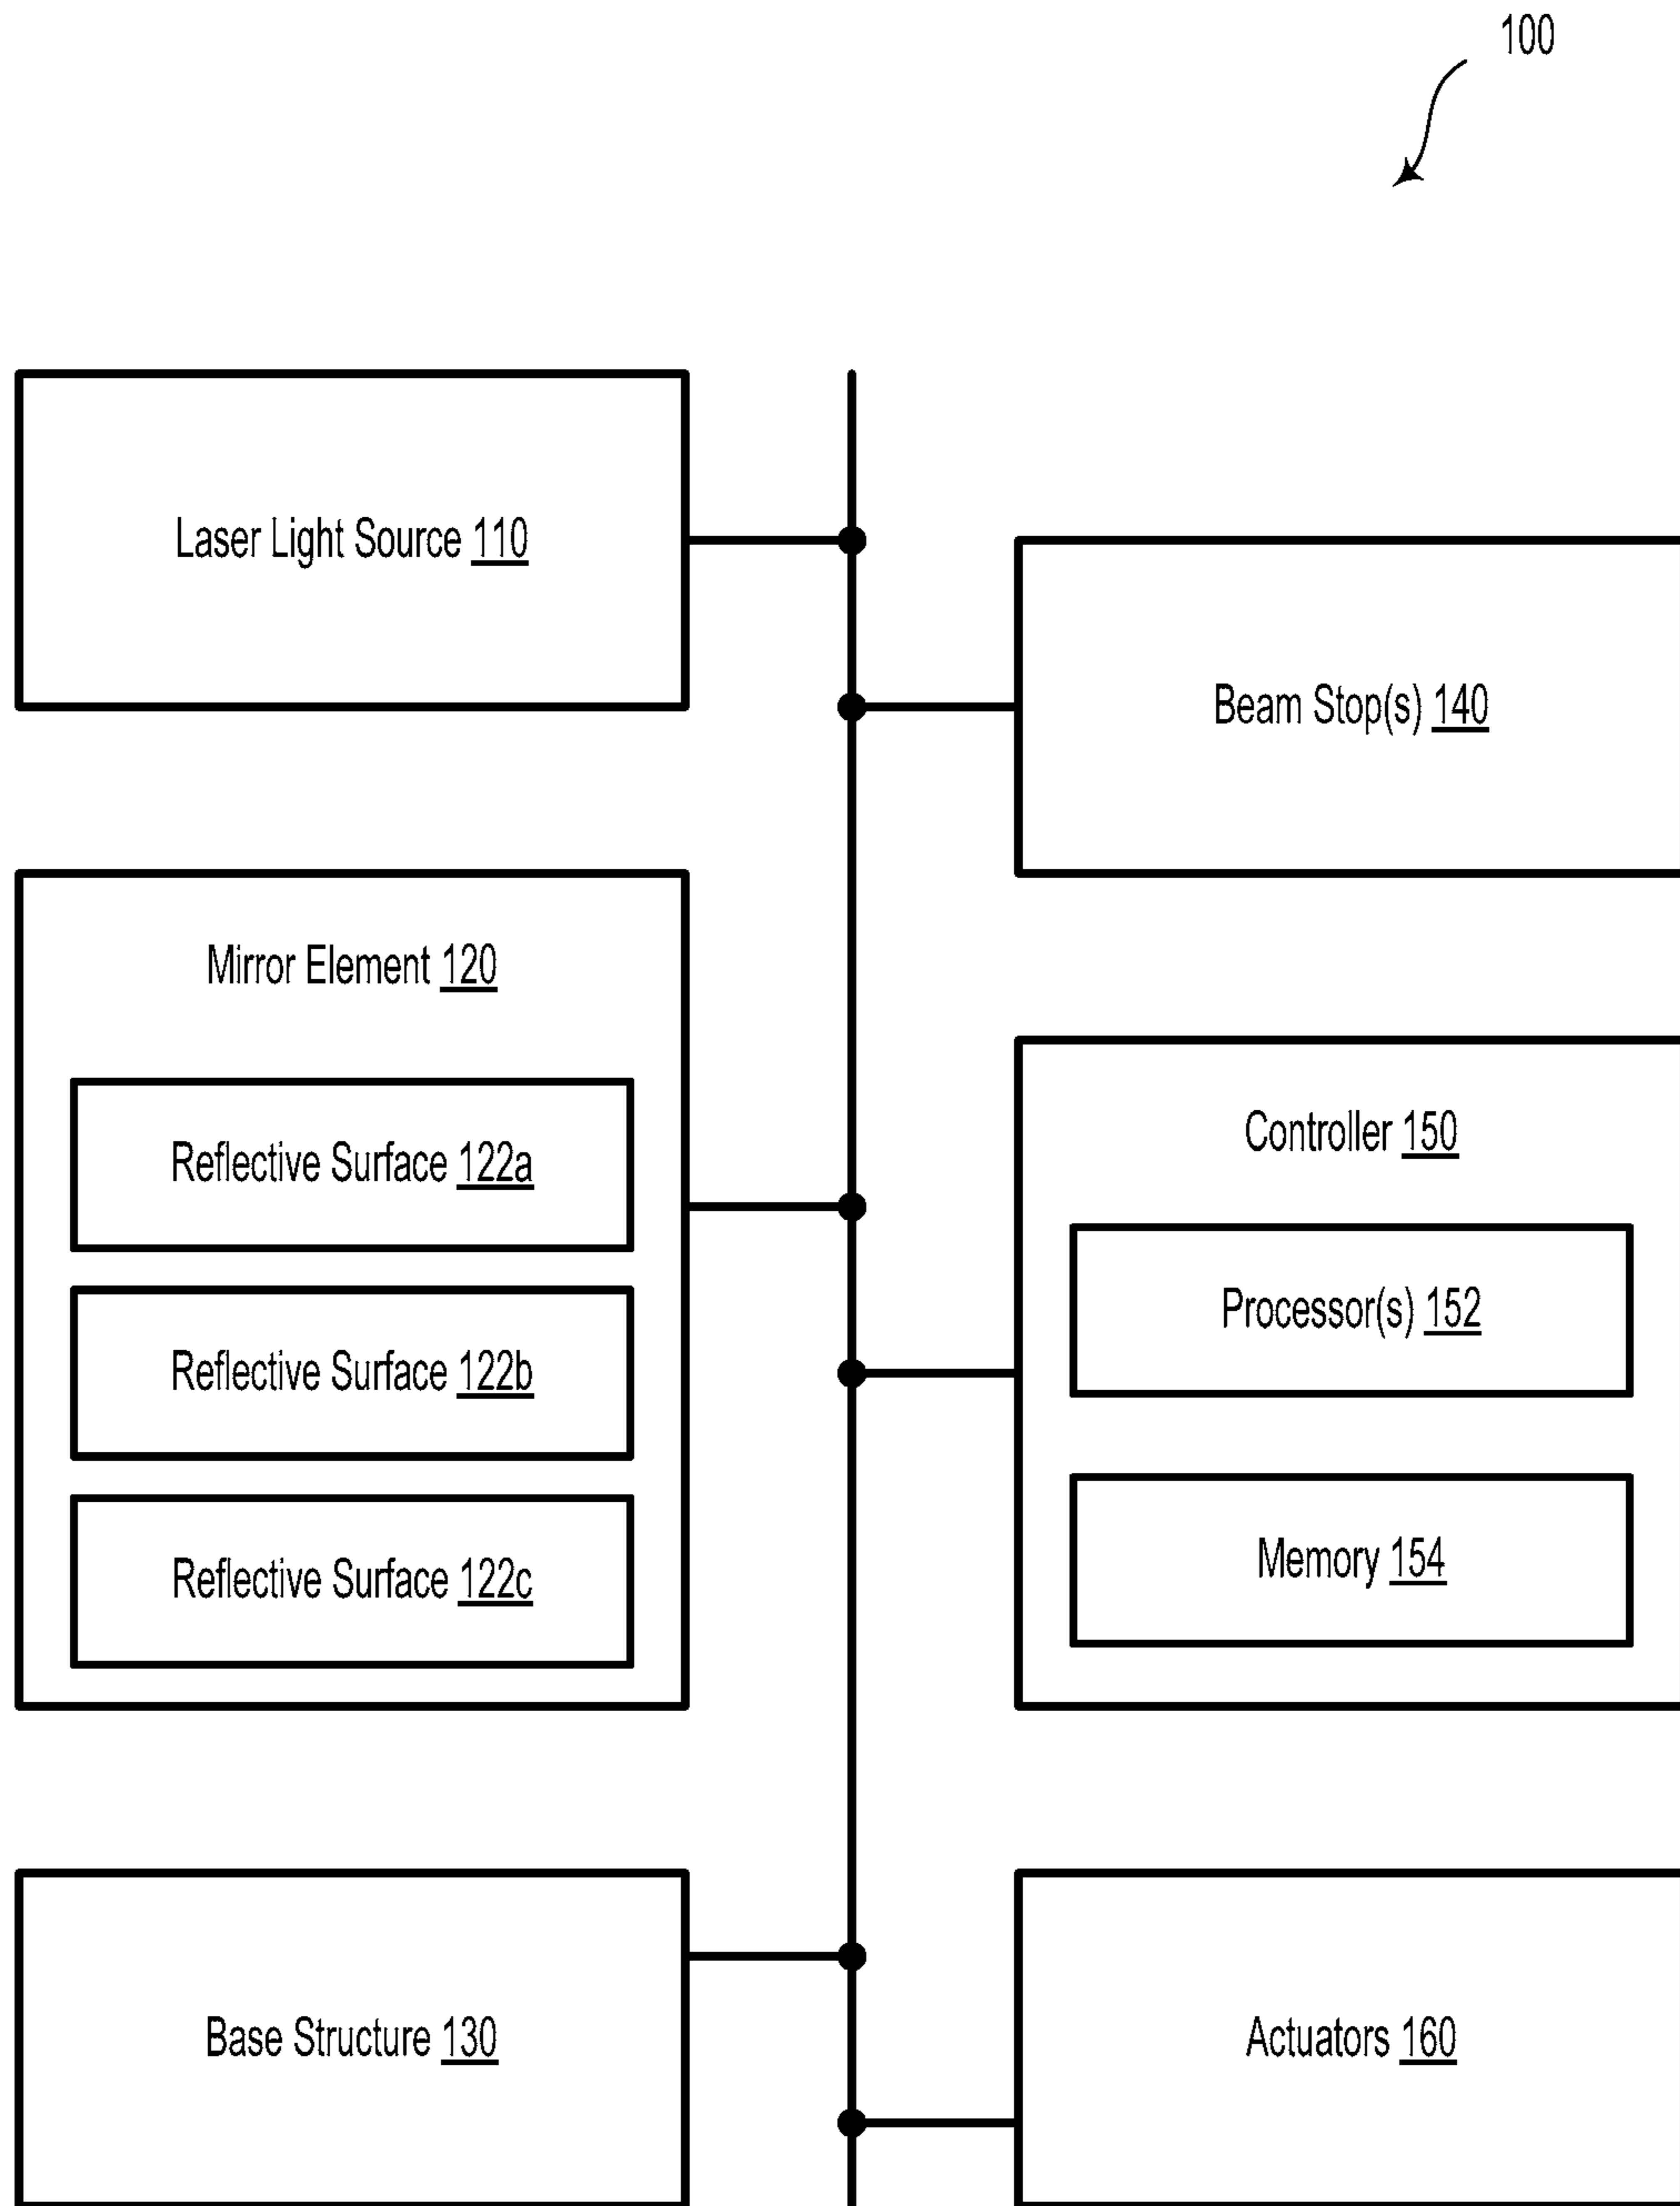 100
Laser Light Source 110
Beam Stop(s) 140
Mirror Element 120
Reflective Surface 122a
Reflective Surface 122b
Reflective Surface 122c
Controller 150
Processor(s) 152
Memory 154
Base Structure 130
Actuators 160